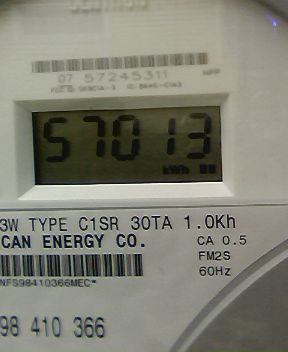 07 57245311
57013
kWh
3W TYPE C1SR 30TA 1.0Kh
CAN ENERGY CO.
CA 0.5
FM2S
60Hz
NFS98410366MEC*
98 410 366